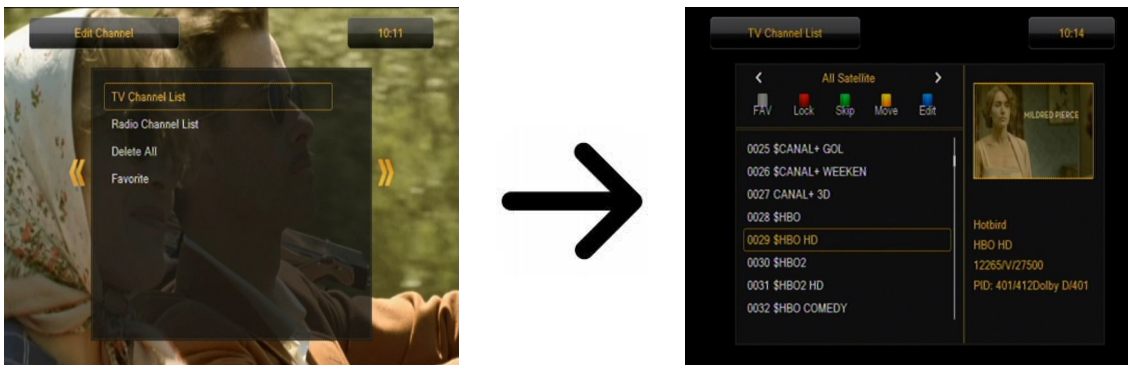 Edit Channel
10:11
TV Channel List
Radio Channel List
Delete All
Favorite
TV Channel List
10:14
All Satellite
FAV Lock Skip Move Edit
0025 $CANAL+ GOL
0026 $CANAL+ WEEKEN
0027 CANAL+ 3D
0028 $HBO
0029 $HBO HD
0030 $HBO2
0031 $HBO2 HD
0032 $HBO COMEDY
MILDRED PIERCE
Hotbird
HBO HD
12265/V/27500
PID: 401/412Dolby D/401